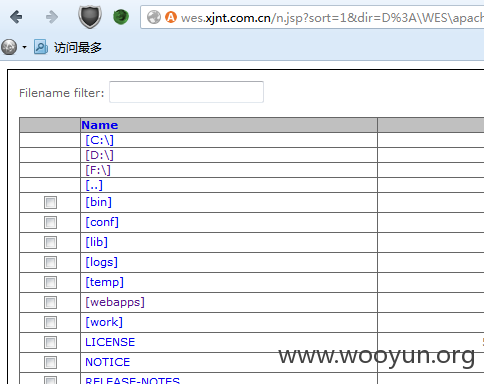 wes.xjnt.com.cn/n.jsp?sort=1&dir=D%3A\WES\apach
访问最多
Filename filter:
Name
[C:\]
[D:\]
[F:\]
[..]
[bin]
[conf]
[lib]
[logs]
[temp]
[webapps]
[work]
LICENSE
NOTICE
RELEASE-NOTES
www.wooyun.org